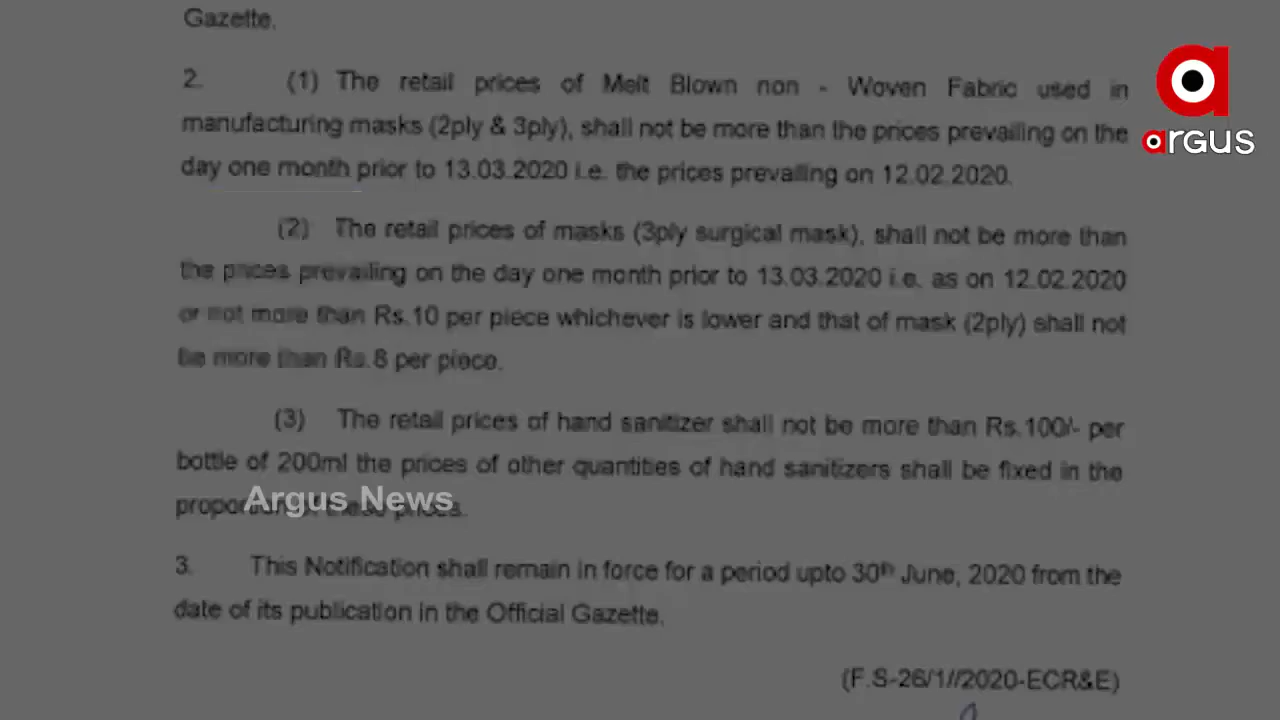 Gazette.
2. (1) The retail prices of Melt Blown non - Woven Fabric used in
manufacturing masks (2ply & 3ply), shall not be more than the prices prevailing on the
day one month prior to 13.03.2020 i.e. the prices prevailing on 12.02.2020.
(2) The retail prices of masks (3ply surgical mask), shall not be more than
the prices prevailing on the day one month prior to 13.03.2020 i.e. as on 12.02.2020
or not more than Rs.10 per piece whichever is lower and that of mask (2ply) shall not
be more than Rs.8 per piece.
(3) The retail prices of hand sanitizer shall not be more than Rs.100/- per
bottle of 200ml the prices of other quantities of hand sanitizers shall be fixed in the
proportion of these prices.
3. This Notification shall remain in force for a period upto 30th June, 2020 from the
date of its publication in the Official Gazette.
(F.S-26/1//2020-ECR&E)
argus
Argus News